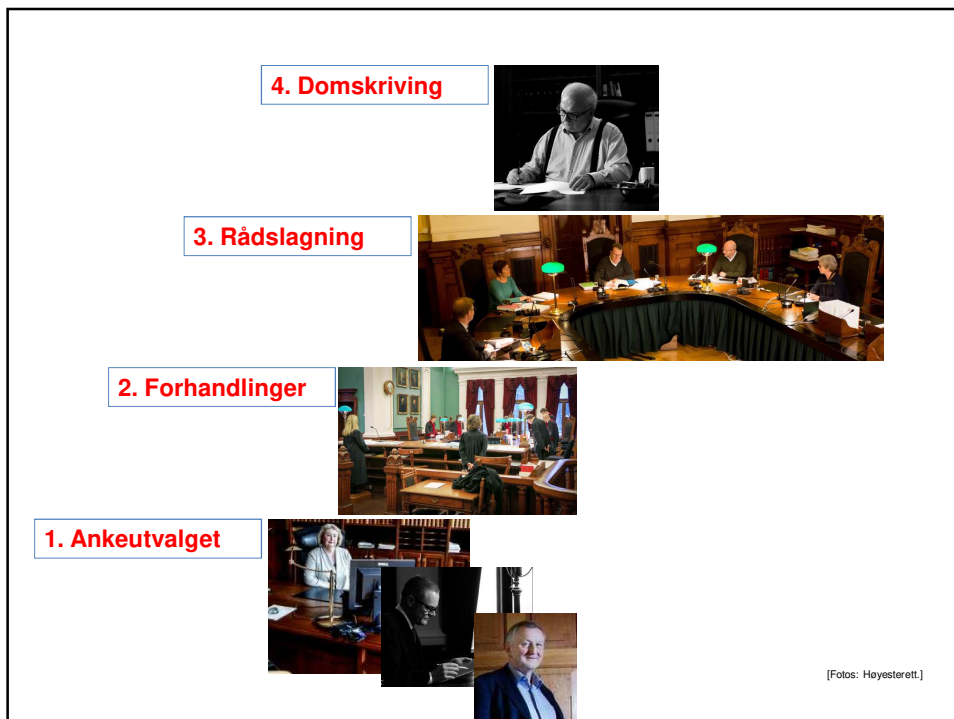 4. Domskriving
3. Rådslagning
2. Forhandlinger
1. Ankeutvalget
[Fotos: Høyesterett.]